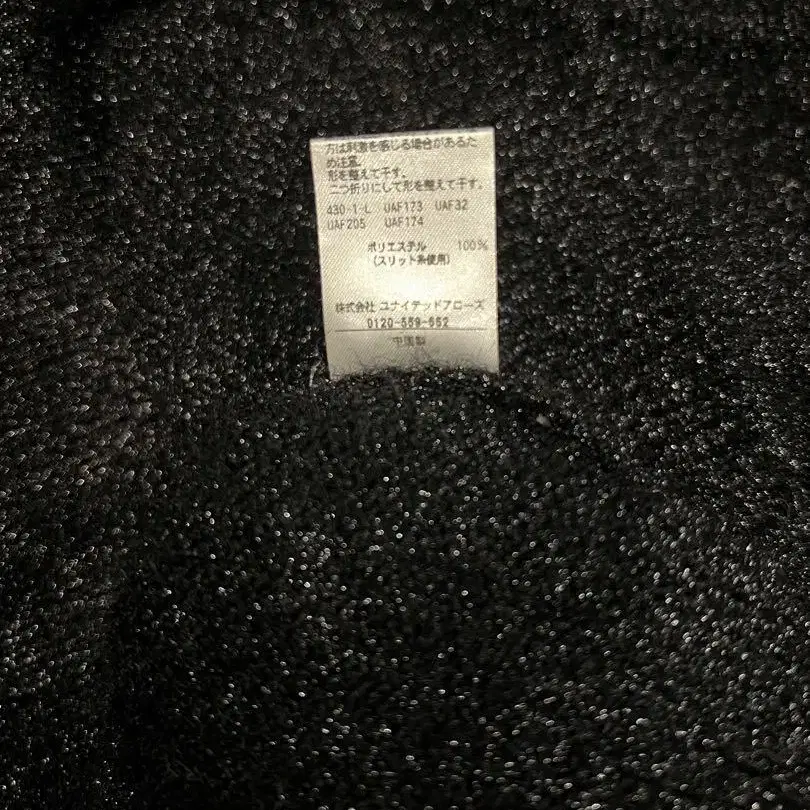 方は刺激を感じる場合があるた
め注意。
形を整えて干す。
二つ折りにして形を整えて干す。
430-1-L UAF173 UAF32
UAF205 UAF174
ポリエステル 100%
(スリット糸使用)
株式会社 ユナイテッドアローズ
0120-559-652
中国製